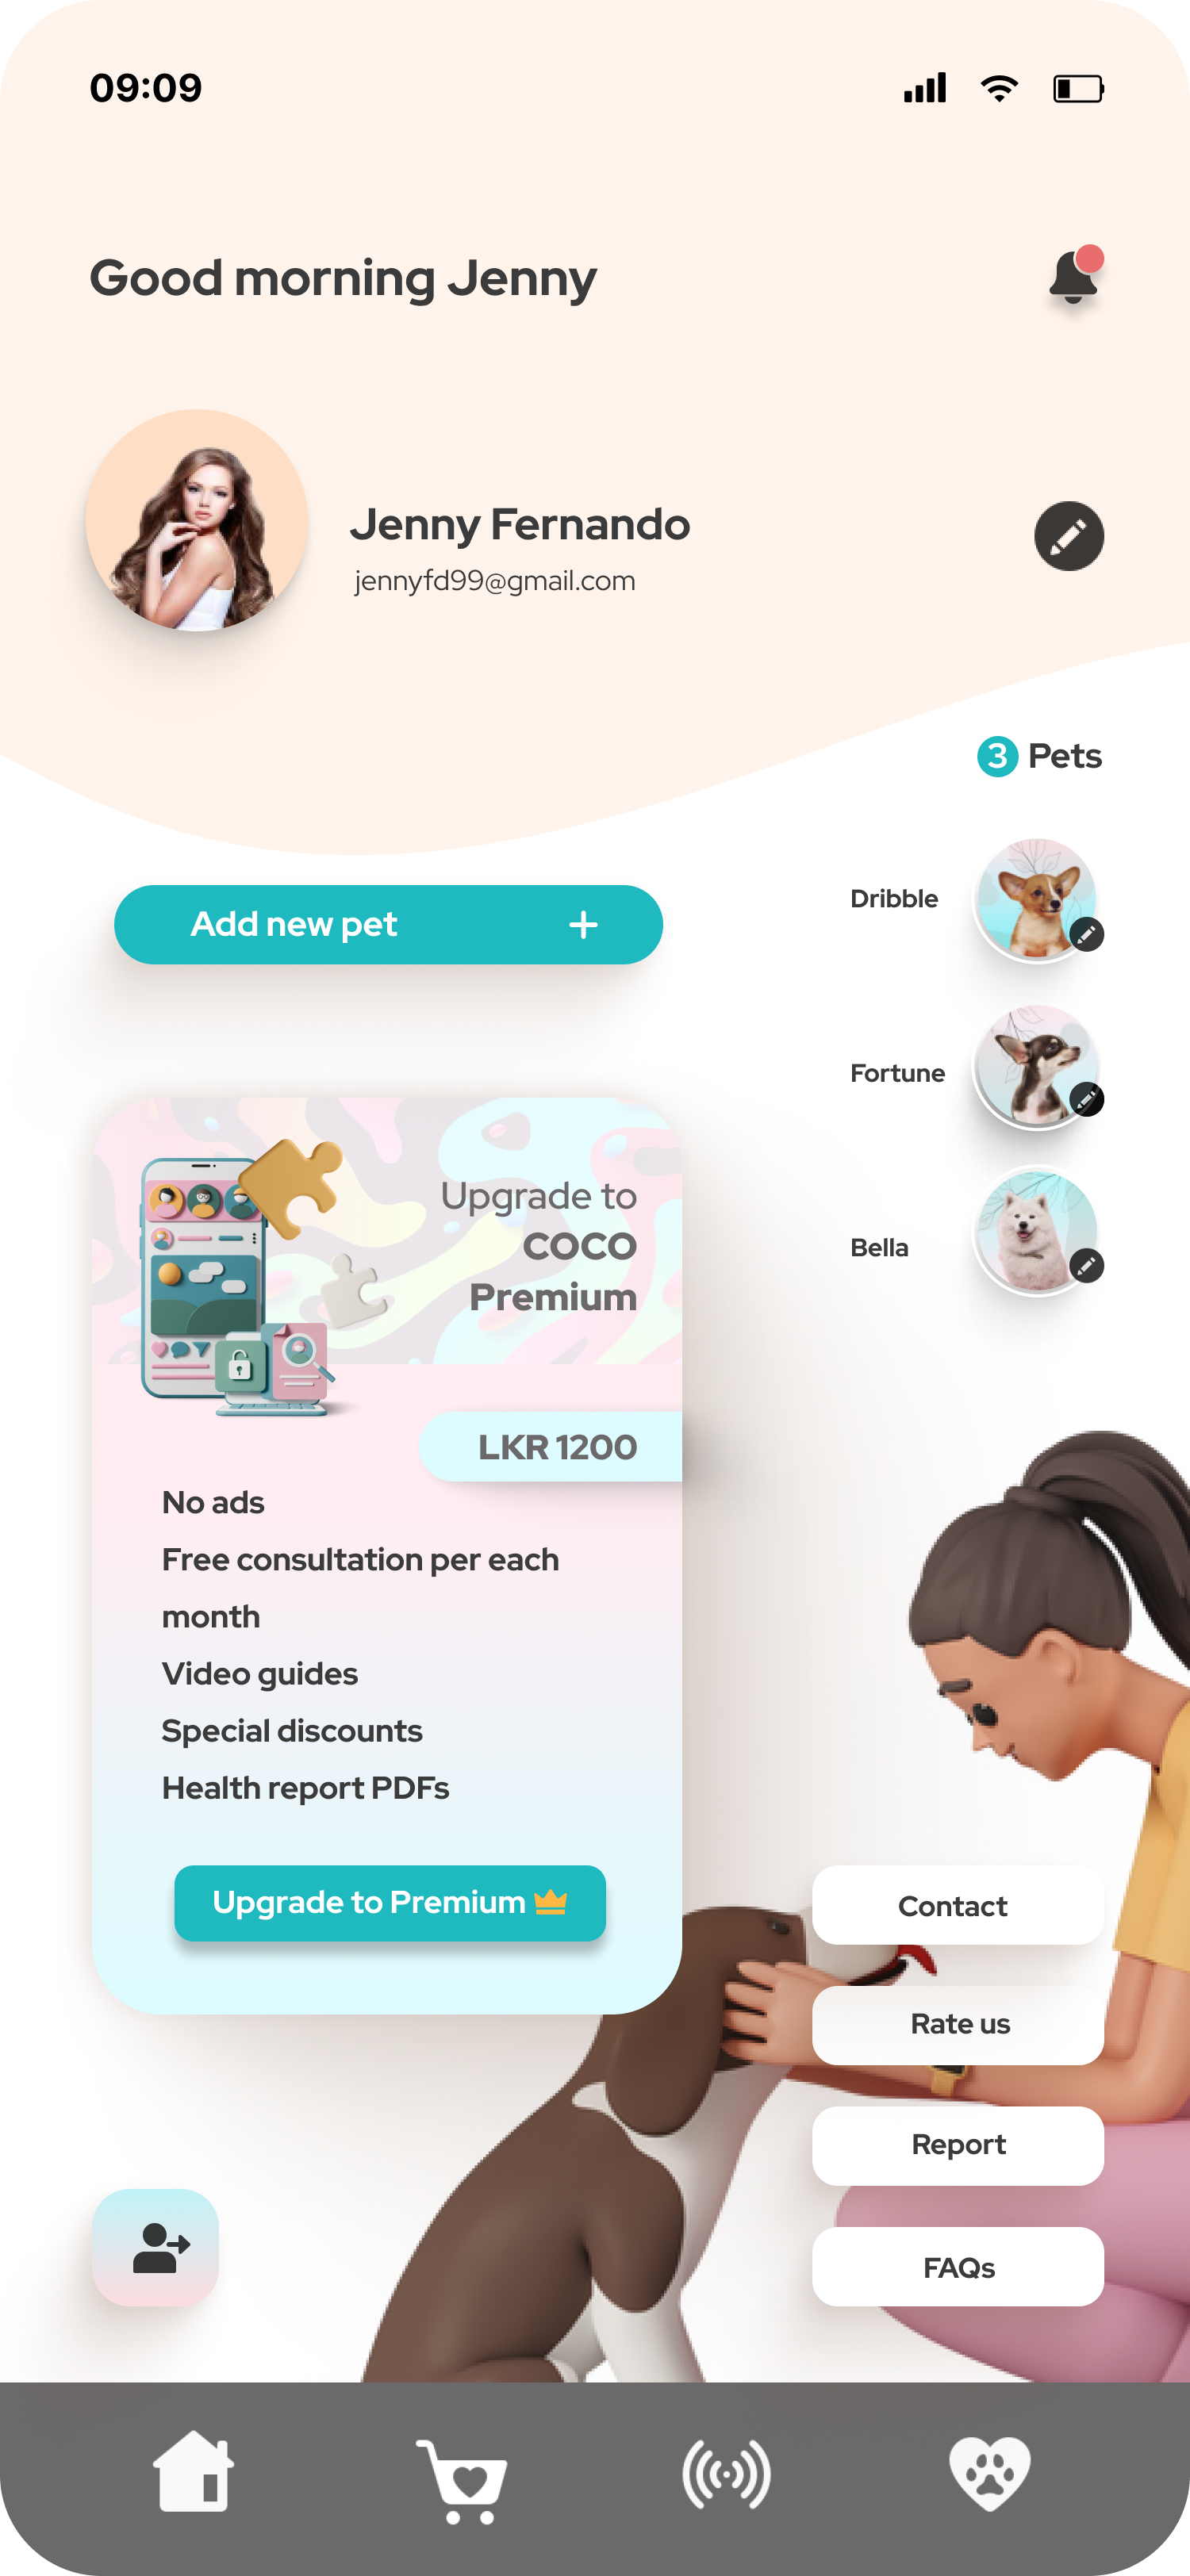 09:09
Good morning Jenny
Jenny Fernando
jennyfd99@gmail.com
3 Pets
Dribble
Add new pet +
Fortune
Bella
Upgrade to
COCO
Premium
LKR 1200
No ads
Free consultation per each
month
Video guides
Special discounts
Health report PDFs
Upgrade to Premium
Contact
Rate us
Report
FAQs